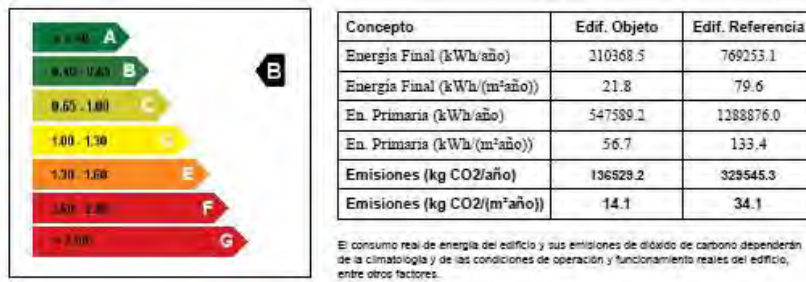 A
0.40 - 0.65 B
0.65 - 1.00 C
1.00 - 1.30
1.30 - 1.60 E
F
G
B
Concepto Edif. Objeto Edif. Referencia
Energía Final (kWh/año) 210368.5 769253.1
Energía Final (kWh/(m²año)) 21.8 79.6
En. Primaria (kWh/año) 547589.2 1288876.0
En. Primaria (kWh/(m²año)) 56.7 133.4
Emisiones (kg CO2/año) 136529.2 329545.3
Emisiones (kg CO2/(m²año)) 14.1 34.1
El consumo real de energía del edificio y sus emisiones de dióxido de carbono dependerán
de la climatología y de las condiciones de operación y funcionamiento reales del edificio,
entre otros factores.